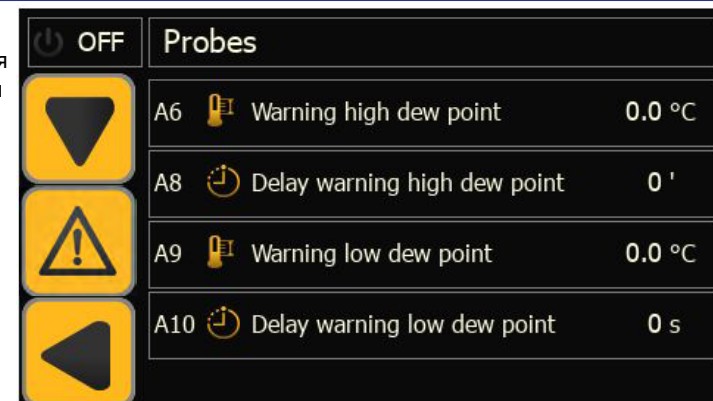 OFF Probes
я
A6 Warning high dew point 0.0 °C
A8 Delay warning high dew point 0 '
A9 Warning low dew point 0.0 °C
A10 Delay warning low dew point 0 s